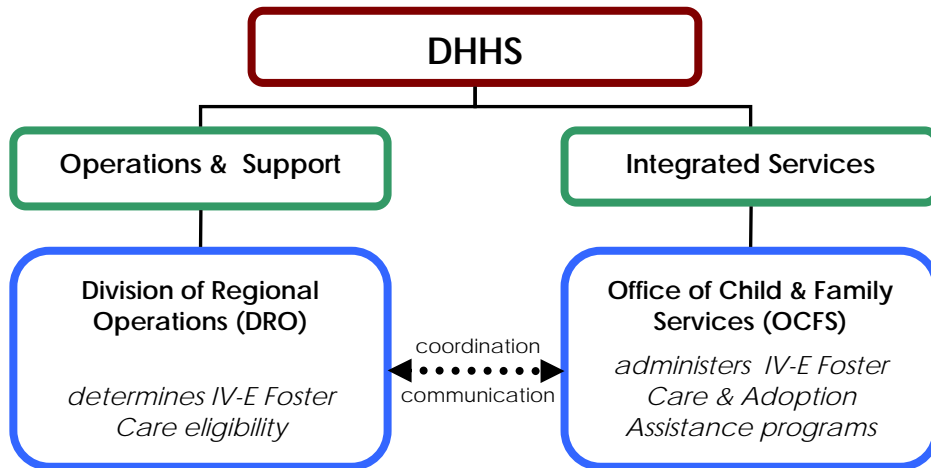 DHHS
Operations & Support
Integrated Services
Division of Regional
Operations (DRO)
determines IV-E Foster
Care eligibility
coordination
communication
Office of Child & Family
Services (OCFS)
administers IV-E Foster
Care & Adoption
Assistance programs